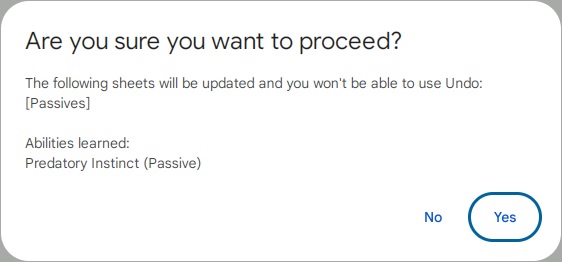 Are you sure you want to proceed?
The following sheets will be updated and you won't be able to use Undo:
[Passives]
Abilities learned:
Predatory Instinct (Passive)
No
Yes